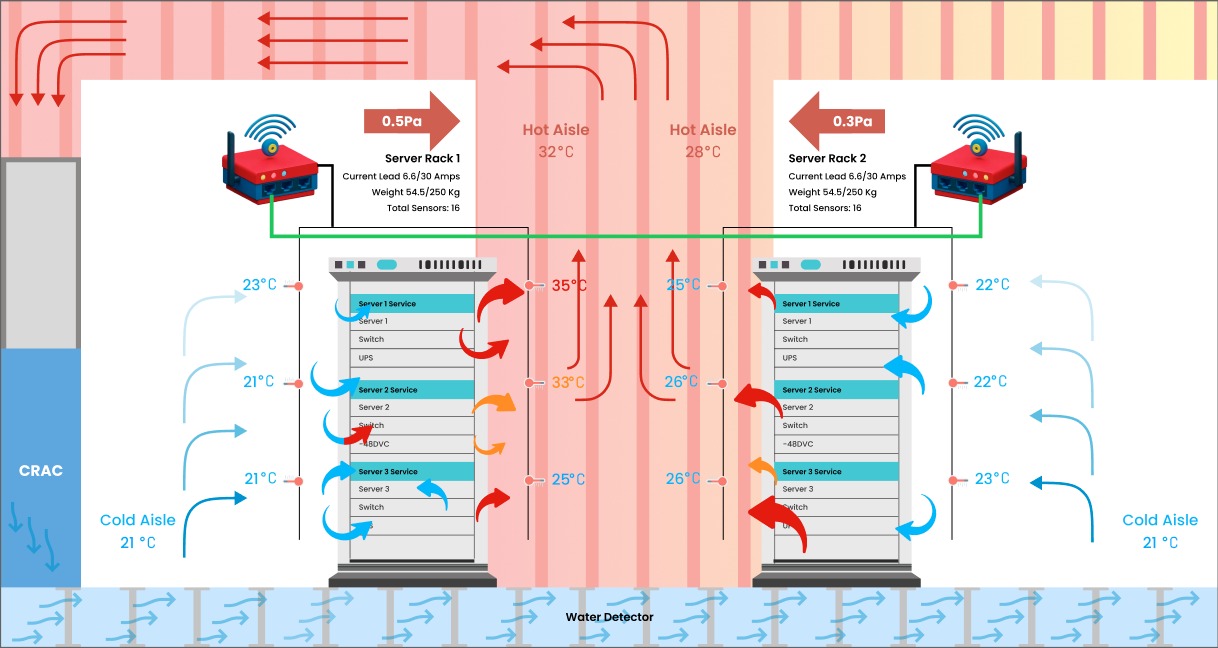 0.5Pa
Server Rack 1
Current Lead 6.6/30 Amps
Weight 54.5/250 Kg
Total Sensors: 16
Hot Aisle
32°C
Hot Aisle
28°C
0.3Pa
Server Rack 2
Current Lead 6.6/30 Amps
Weight 54.5/250 Kg
Total Sensors: 16
23°C
21°C
21°C
Server 1 Service
Server 1
Switch
UPS
Server 2 Service
Server 2
Switch
-48DVC
Server 3 Service
Server 3
Switch
35°C
33°C
25°C
25°C
26°C
26°C
Server 1 Service
Server 1
Switch
UPS
Server 2 Service
Server 2
Switch
-48DVC
Server 3 Service
Server 3
Switch
22°C
22°C
23°C
CRAC
Cold Aisle
21 °C
Cold Aisle
21 °C
Water Detector